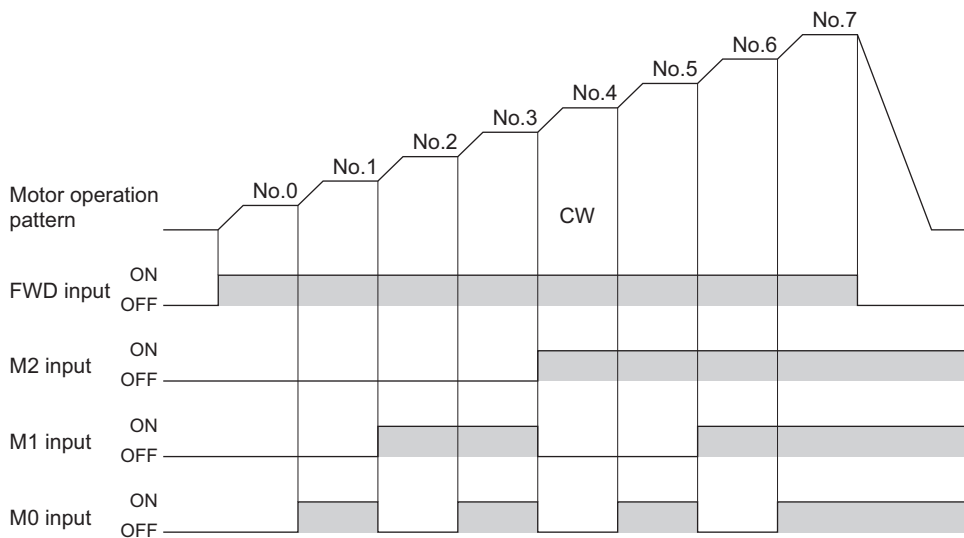 No.7
No.6
No.5
No.4
No.3
No.2
No.1
No.0
Motor operation
pattern
CW
ON
FWD input
OFF
ON
M2 input
OFF
ON
M1 input
OFF
ON
M0 input
OFF